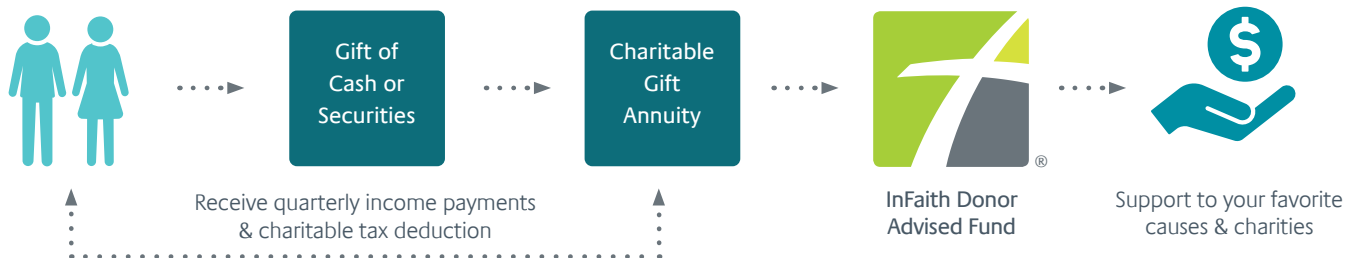 Gift of
Cash or
Securities
Charitable
Gift
Annuity
$
®
Receive quarterly income payments
& charitable tax deduction
InFaith Donor
Advised Fund
Support to your favorite
causes & charities